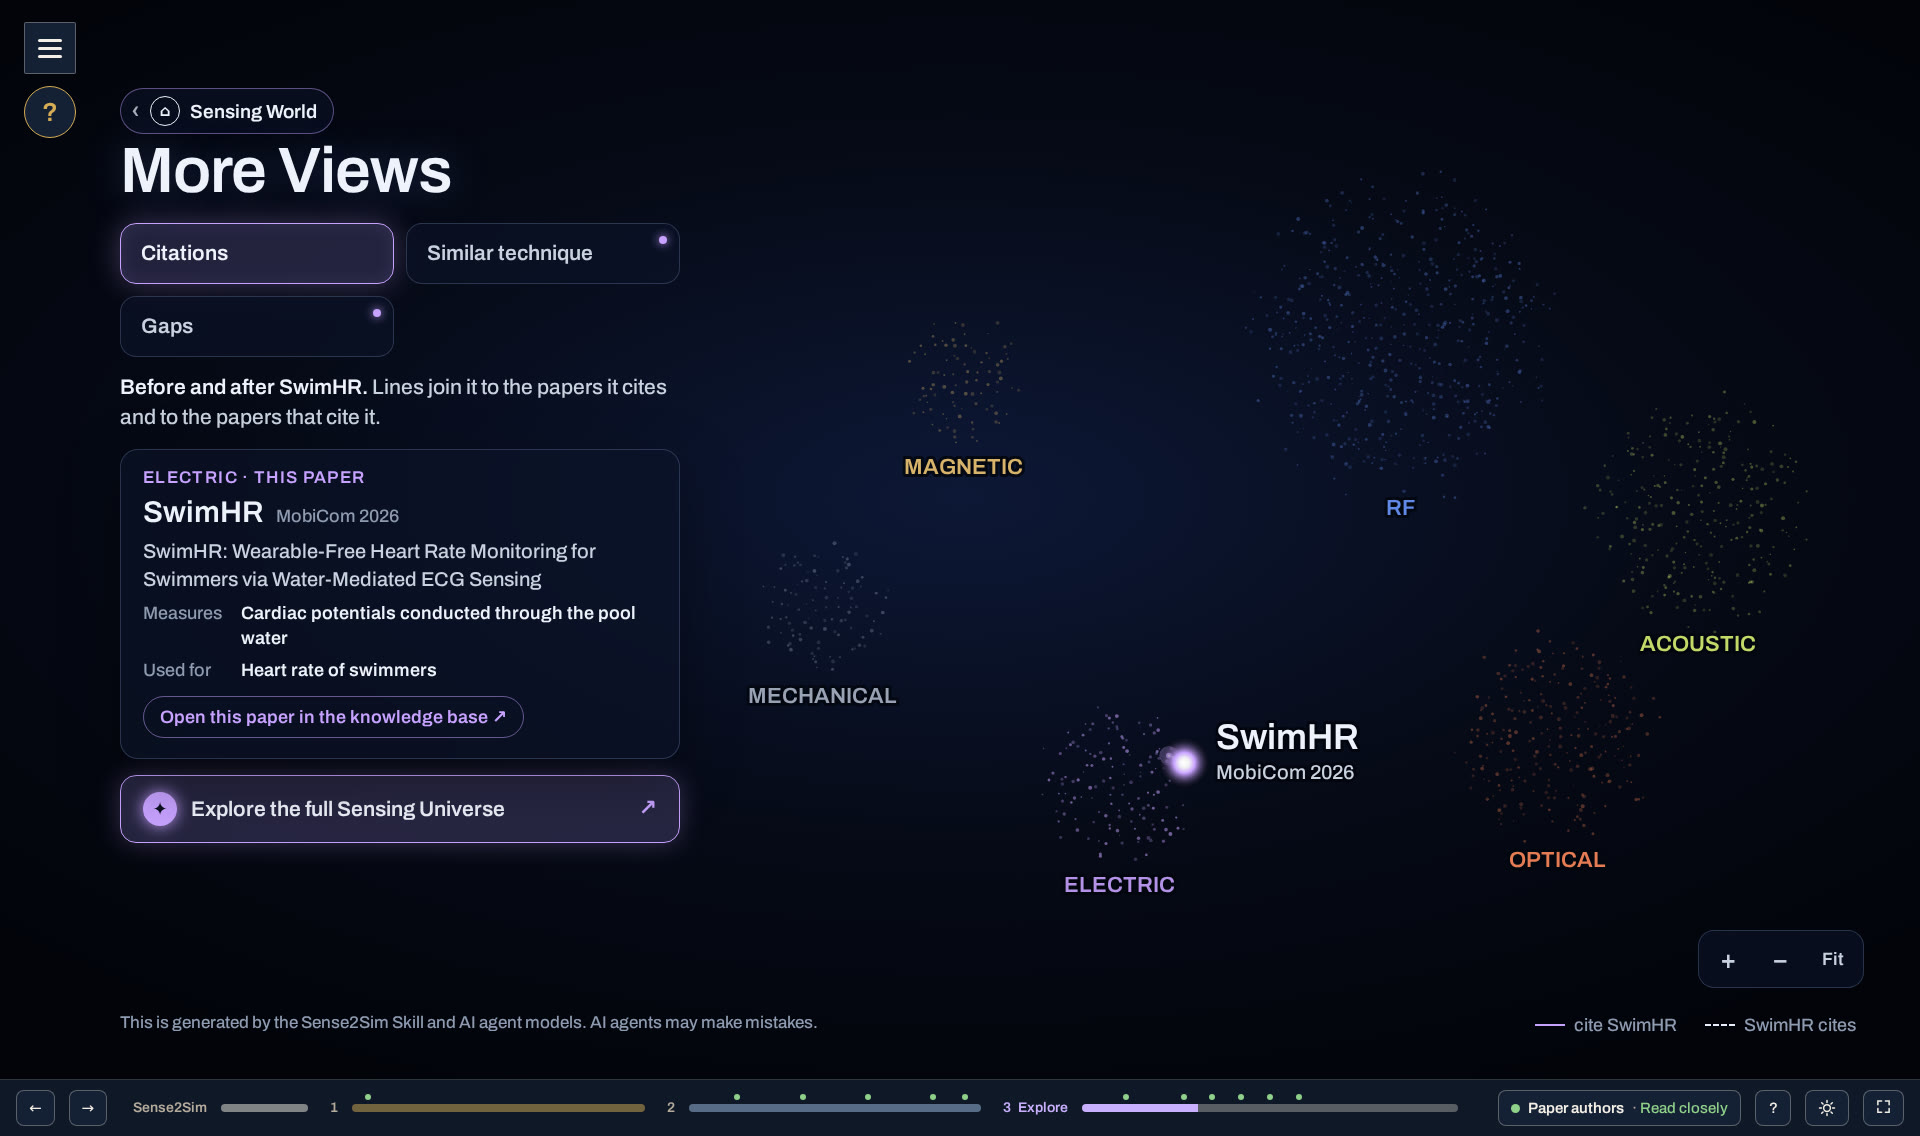 ?
‹ Sensing World
More Views
Citations
Similar technique
Gaps
Before and after SwimHR. Lines join it to the papers it cites
and to the papers that cite it.
ELECTRIC · THIS PAPER
SwimHR MobiCom 2026
SwimHR: Wearable-Free Heart Rate Monitoring for
Swimmers via Water-Mediated ECG Sensing
Measures Cardiac potentials conducted through the pool
water
Used for Heart rate of swimmers
Open this paper in the knowledge base ↗
Explore the full Sensing Universe ↗
MAGNETIC
RF
ACOUSTIC
MECHANICAL
SwimHR
MobiCom 2026
OPTICAL
ELECTRIC
+ − Fit
This is generated by the Sense2Sim Skill and AI agent models. AI agents may make mistakes.
cite SwimHR SwimHR cites
← → Sense2Sim 1 2 3 Explore Paper authors · Read closely ?